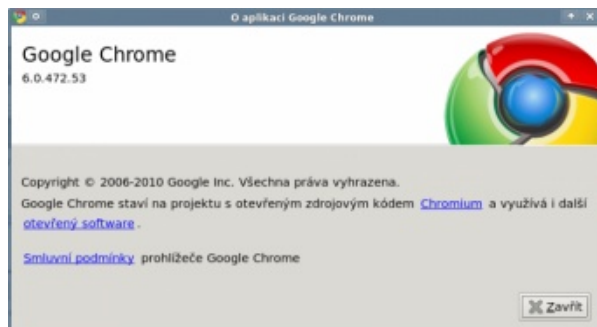 O aplikaci Google Chrome
Google Chrome
6.0.472.53
Copyright © 2006-2010 Google Inc. Všechna práva vyhrazena.
Google Chrome staví na projektu s otevřeným zdrojovým kódem Chromium a využívá i další
otevřený software .
Smluvní podmínky prohlížeče Google Chrome
Zavřít